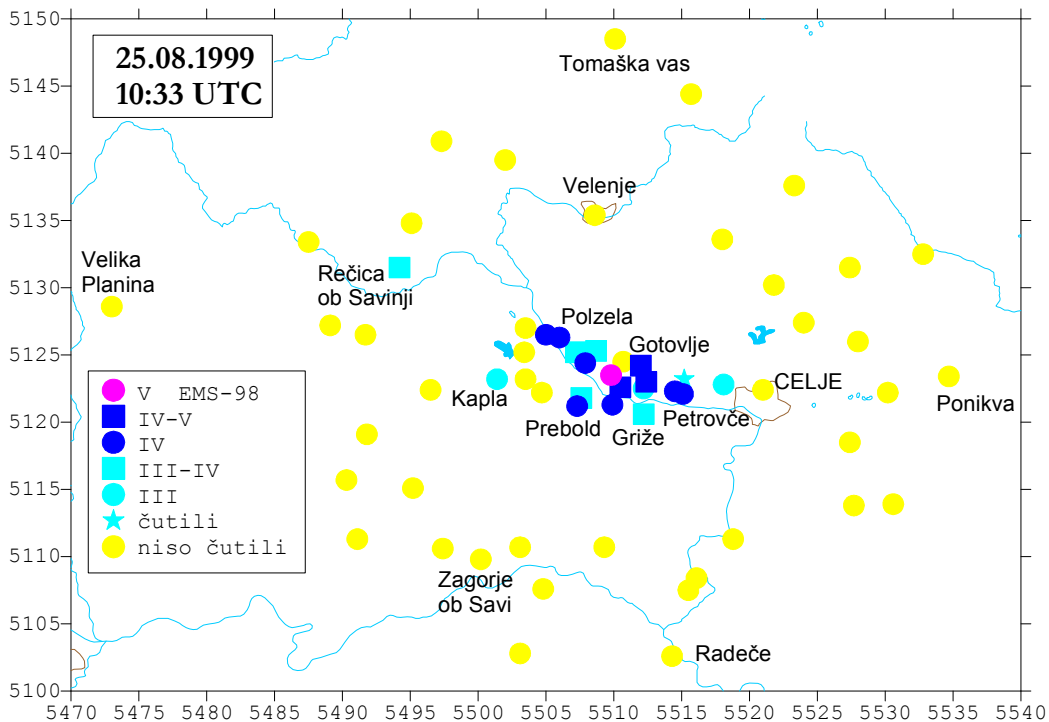 5150
5145
5140
5135
5130
5125
5120
5115
5110
5105
5100
25.08.1999
10:33 UTC
Tomaška vas
Velenje
Velika
Planina
Rečica
ob Savinji
Polzela
Gotovlje
Kapla
CELJE
Ponikva
Prebold
Petrovče
Griže
V EMS-98
IV-V
IV
III-IV
III
čutili
niso čutili
Zagorje
ob Savi
Radeče
5470 5475 5480 5485 5490 5495 5500 5505 5510 5515 5520 5525 5530 5535 5540